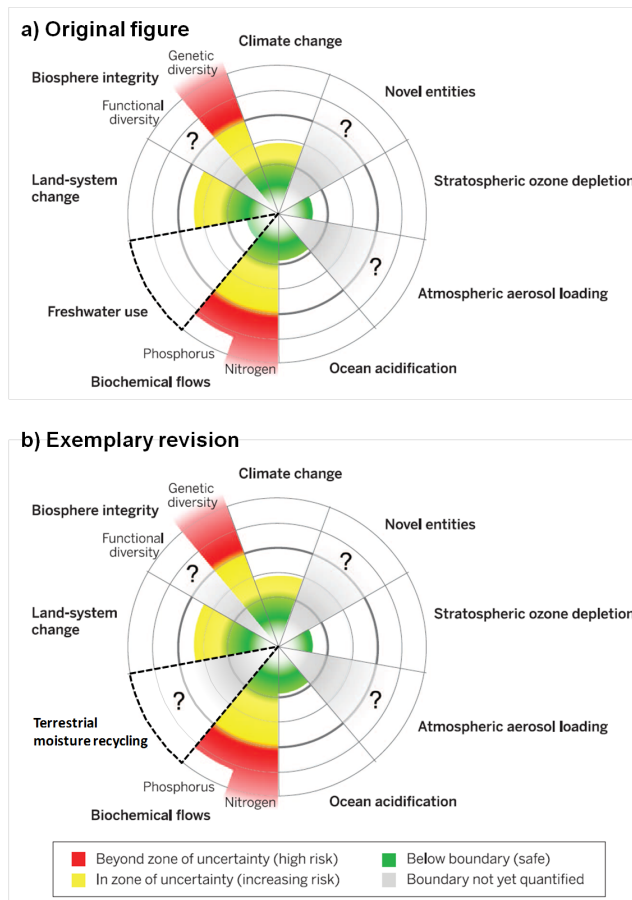 a) Original figure
Climate change
Genetic
diversity
Biosphere integrity
Functional
diversity
Novel entities
?
?
Land-system
change
Stratospheric ozone depletion
?
Atmospheric aerosol loading
Freshwater use
Phosphorus
Nitrogen
Ocean acidification
Biochemical flows
b) Exemplary revision
Climate change
Genetic
diversity
Biosphere integrity
Functional
diversity
Novel entities
?
?
Land-system
change
Stratospheric ozone depletion
?
?
Terrestrial
moisture recycling
Atmospheric aerosol loading
Phosphorus
Nitrogen
Ocean acidification
Biochemical flows
Beyond zone of uncertainty (high risk)
In zone of uncertainty (increasing risk)
Below boundary (safe)
Boundary not yet quantified